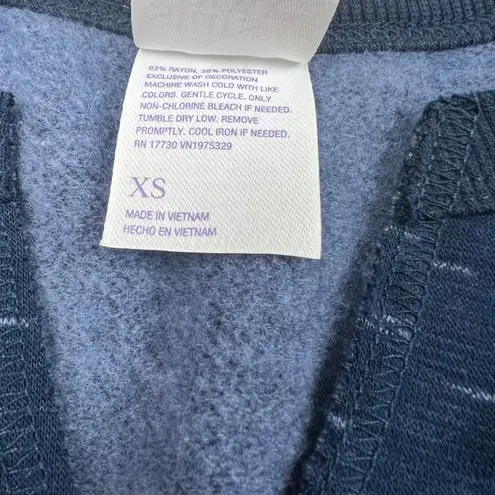 62% RAYON, 38% POLYESTER
EXCLUSIVE OF DECORATION
MACHINE WASH COLD WITH LIKE
COLORS. GENTLE CYCLE. ONLY
NON-CHLORINE BLEACH IF NEEDED.
TUMBLE DRY LOW. REMOVE
PROMPTLY. COOL IRON IF NEEDED.
RN 17730 VN1975329
XS
MADE IN VIETNAM
HECHO EN VIETNAM